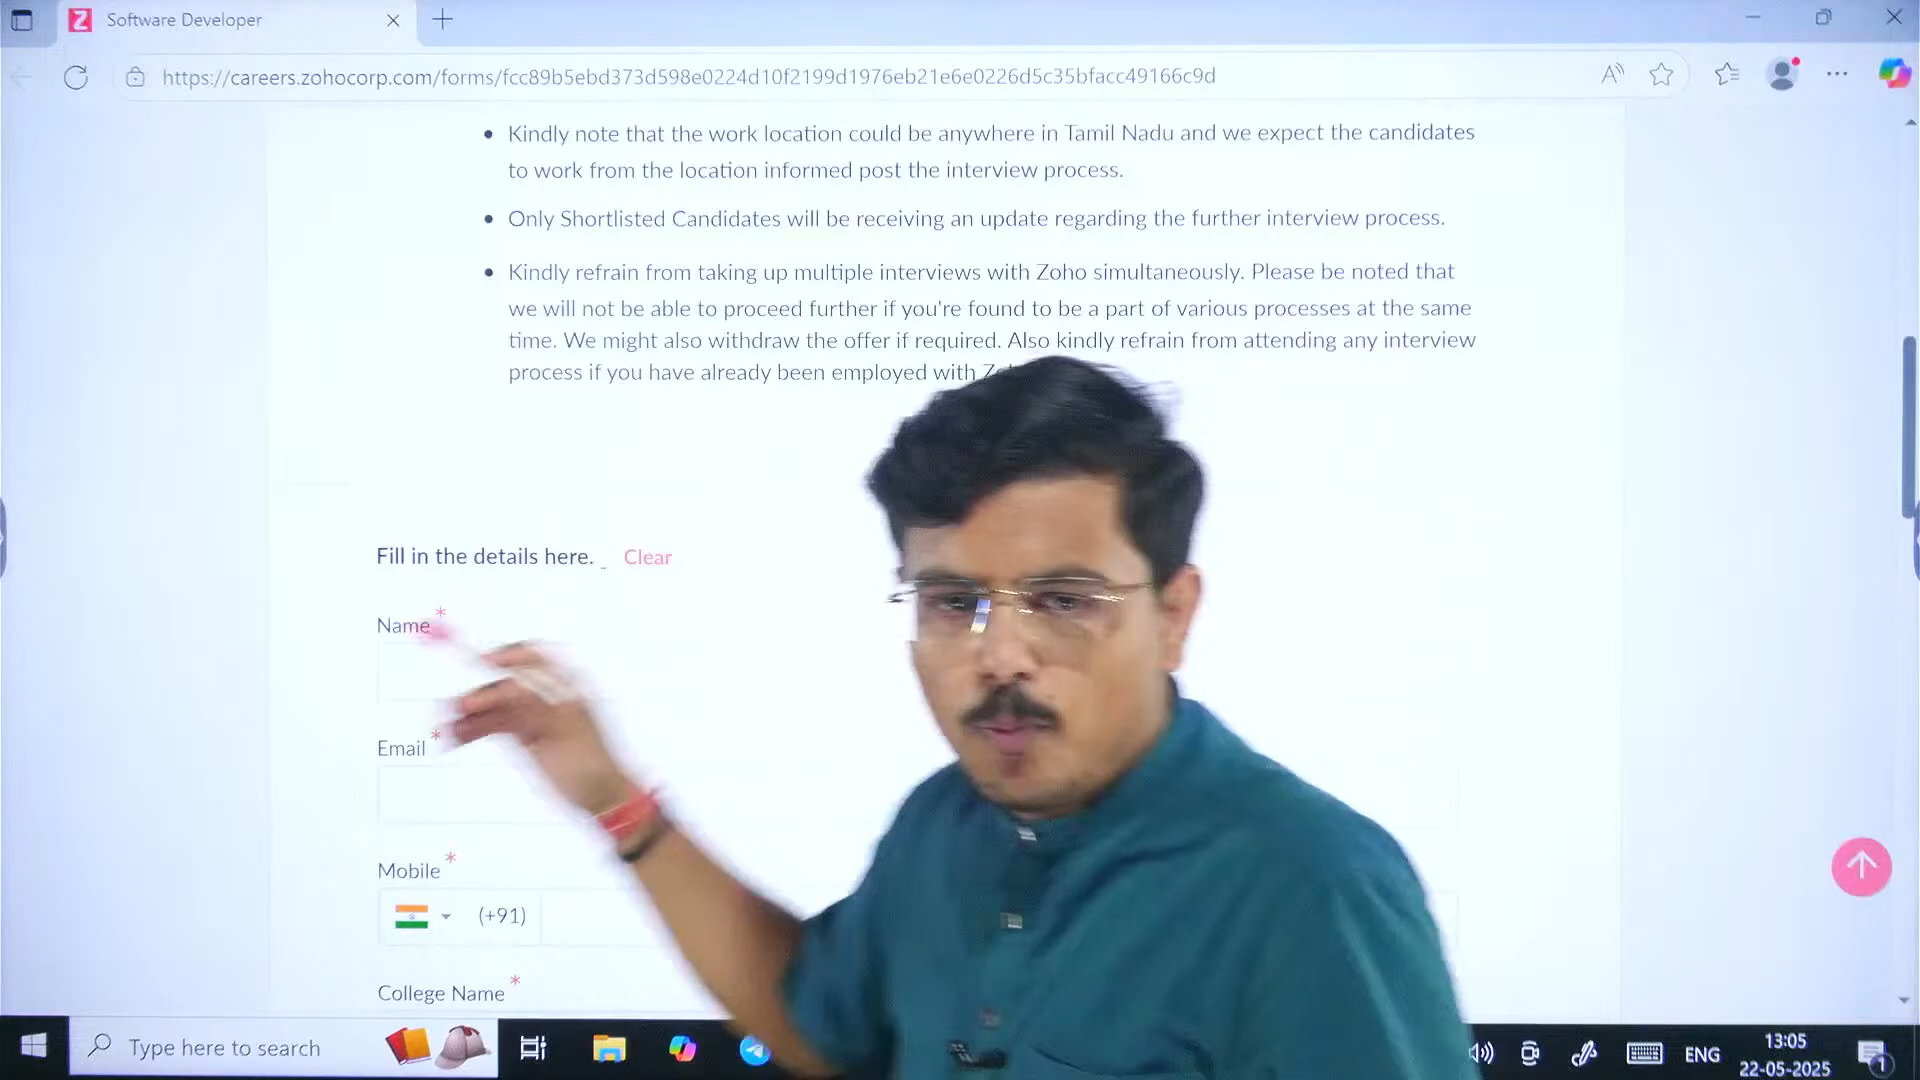 Software Developer
https://careers.zohocorp.com/forms/fcc89b5ebd373d598e0224d10f2199d1976eb21e6e0226d5c35bfacc49166c9d
Kindly note that the work location could be anywhere in Tamil Nadu and we expect the candidates
to work from the location informed post the interview process.
Only Shortlisted Candidates will be receiving an update regarding the further interview process.
Kindly refrain from taking up multiple interviews with Zoho simultaneously. Please be noted that
we will not be able to proceed further if you're found to be a part of various processes at the same
time. We might also withdraw the offer if required. Also kindly refrain from attending any interview
process if you have already been employed with
Fill in the details here. Clear
Name *
Email *
Mobile *
(+91)
College Name *
Type here to search
ENG
13:05
22-05-2025
1